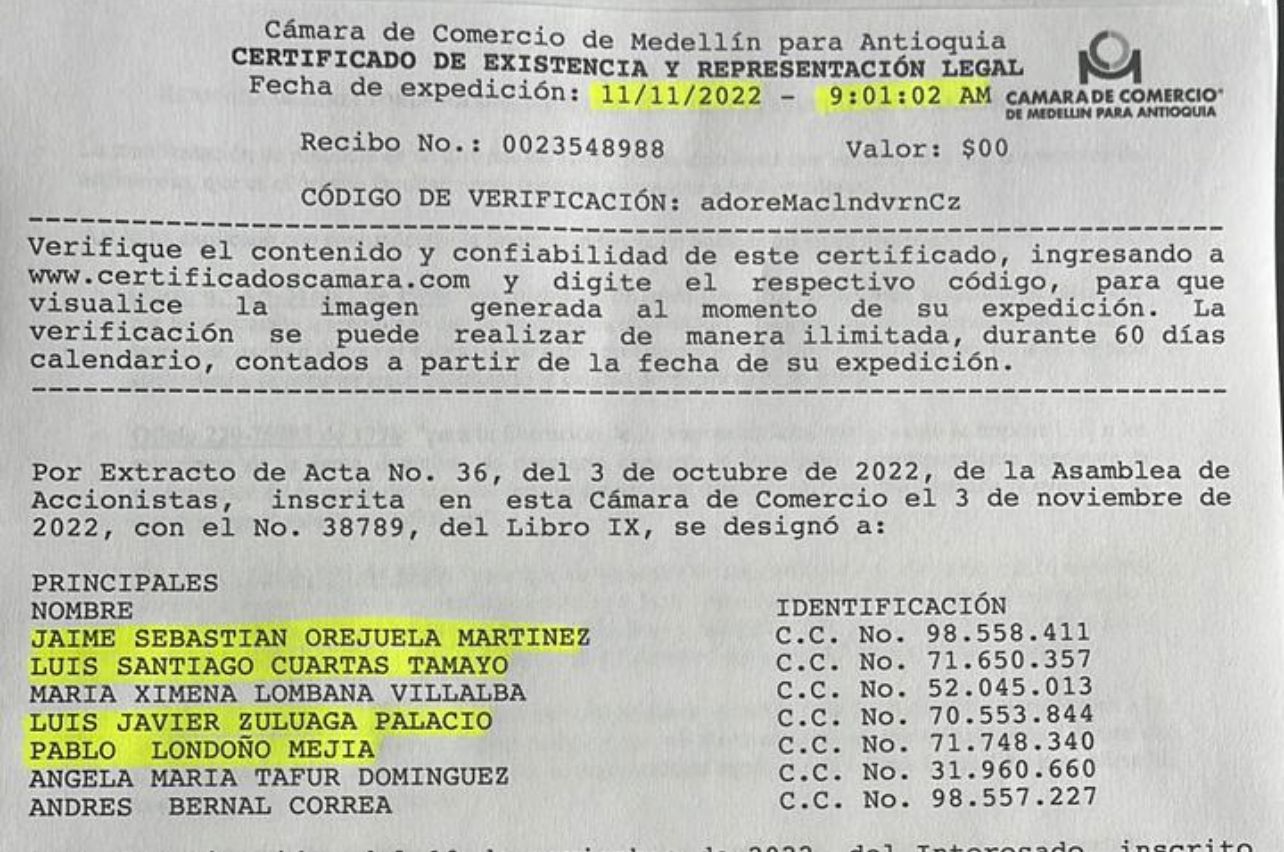 Cámara de Comercio de Medellín para Antioquia
CERTIFICADO DE EXISTENCIA Y REPRESENTACIÓN LEGAL
Fecha de expedición: 11/11/2022 - 9:01:02 AM
CAMARA DE COMERCIO®
DE MEDELLIN PARA ANTIOQUIA
Recibo No.: 0023548988 Valor: $00
CÓDIGO DE VERIFICACIÓN: adoreMaclndvrnCz
Verifique el contenido y confiabilidad de este certificado, ingresando a
www.certificadoscamara.com y digite el respectivo código, para que
visualice la imagen generada al momento de su expedición. La
verificación se puede realizar de manera ilimitada, durante 60 días
calendario, contados a partir de la fecha de su expedición.
Por Extracto de Acta No. 36, del 3 de octubre de 2022, de la Asamblea de
Accionistas, inscrita en esta Cámara de Comercio el 3 de noviembre de
2022, con el No. 38789, del Libro IX, se designó a:
PRINCIPALES
NOMBRE IDENTIFICACIÓN
JAIME SEBASTIAN OREJUELA MARTINEZ C.C. No. 98.558.411
LUIS SANTIAGO CUARTAS TAMAYO C.C. No. 71.650.357
MARIA XIMENA LOMBANA VILLALBA C.C. No. 52.045.013
LUIS JAVIER ZULUAGA PALACIO C.C. No. 70.553.844
PABLO LONDOÑO MEJIA C.C. No. 71.748.340
ANGELA MARIA TAFUR DOMINGUEZ C.C. No. 31.960.660
ANDRES BERNAL CORREA C.C. No. 98.557.227
2022, del Interesado, inscrito